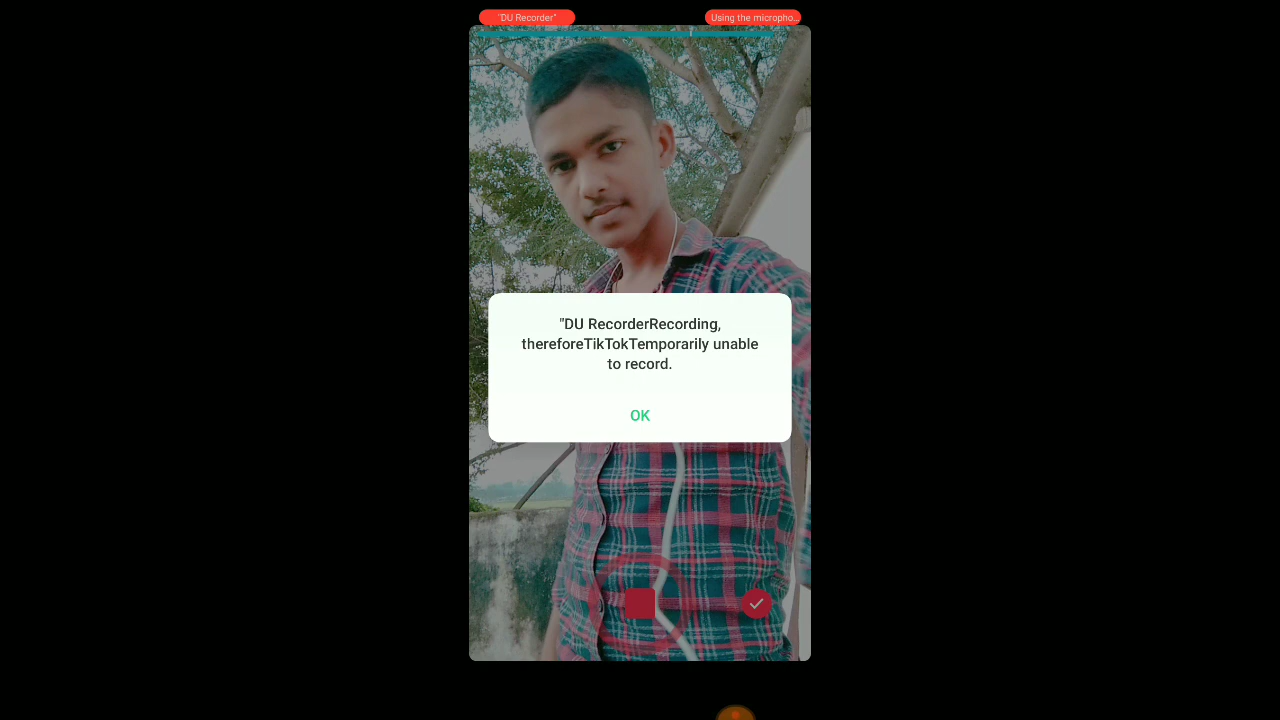 "DU Recorder"
Using the micropho...
"DU RecorderRecording,
thereforeTikTokTemporarily unable
to record.
OK